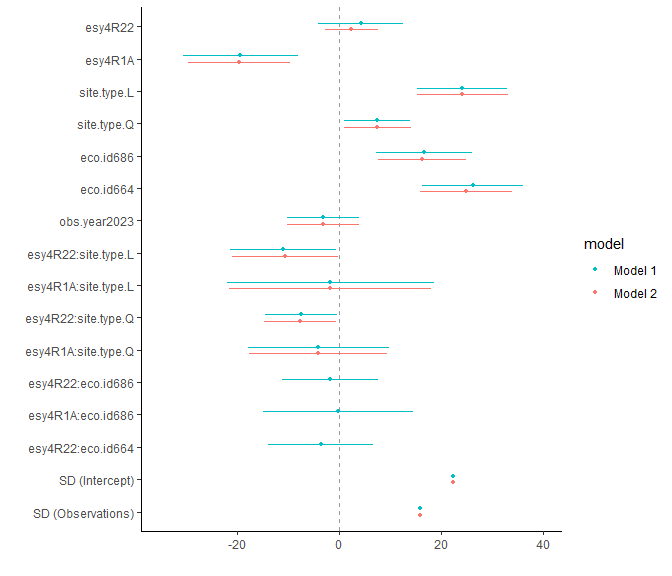 esy4R22
esy4R1A
site.type.L
site.type.Q
eco.id686
eco.id664
obs.year2023
esy4R22:site.type.L
esy4R1A:site.type.L
esy4R22:site.type.Q
esy4R1A:site.type.Q
esy4R22:eco.id686
esy4R1A:eco.id686
esy4R22:eco.id664
SD (Intercept)
SD (Observations)
-20 0 20 40
model
Model 1
Model 2